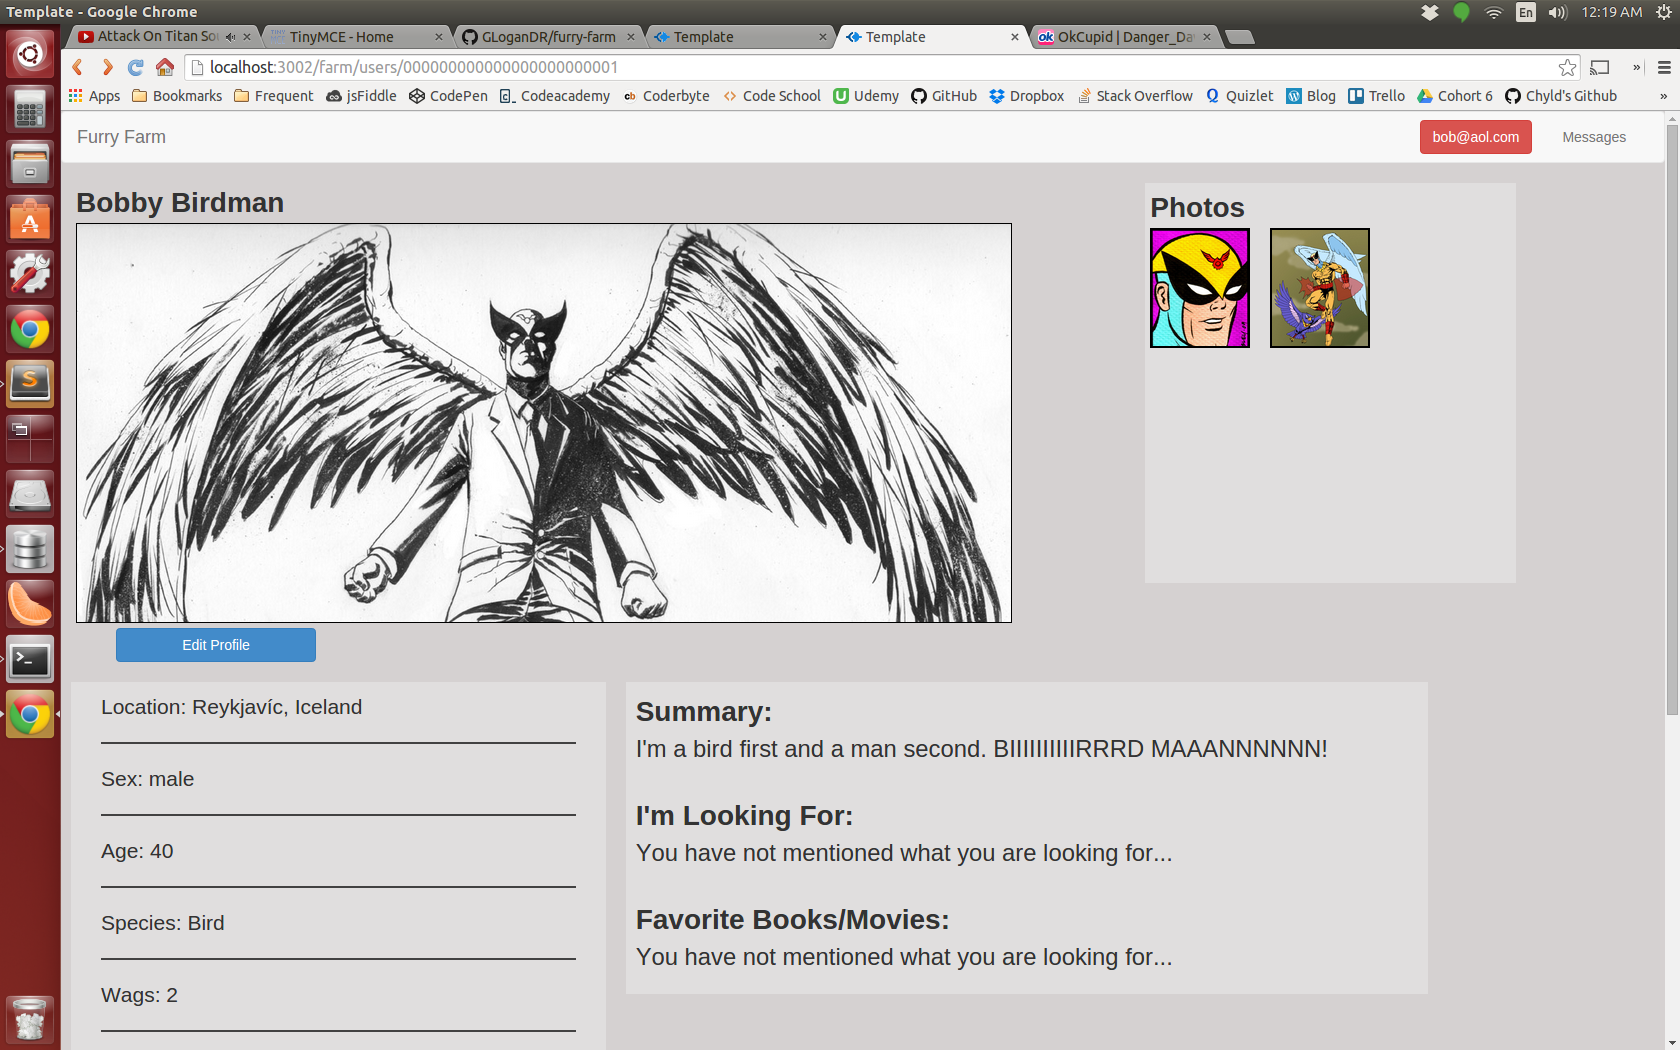 Template - Google Chrome
En
12:19 AM
Attack On Titan Sou
TinyMCE - Home
GLoganDR/furry-farm
Template
Template
OkCupid | Danger_Da
localhost:3002/farm/users/000000000000000000000001
Apps
Bookmarks
Frequent
jsFiddle
CodePen
Codeacademy
Coderbyte
Code School
Udemy
GitHub
Dropbox
Stack Overflow
Quizlet
Blog
Trello
Cohort 6
Chyld's Github
»
Furry Farm
bob@aol.com
Messages
Bobby Birdman
Photos
Edit Profile
Location: Reykjavíc, Iceland
Sex: male
Age: 40
Species: Bird
Wags: 2
Summary:
I'm a bird first and a man second. BIIIIIIIIIIRRRD MAAANNNNNN!
I'm Looking For:
You have not mentioned what you are looking for...
Favorite Books/Movies:
You have not mentioned what you are looking for...